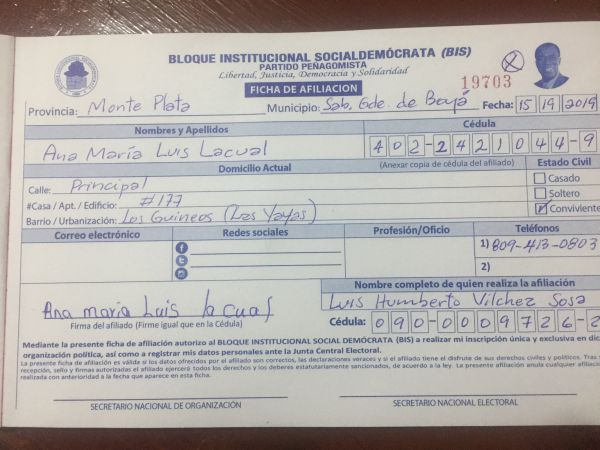 BLOQUE INSTITUCIONAL SOCIALDEMÓCRATA (BIS)
PARTIDO PEÑAGOMISTA
Libertad, Justicia, Democracia y Solidaridad
19703
FICHA DE AFILIACION
Provincia: Monte Plata Municipio: Sab. Gde. de Boyá Fecha: 15/19/2019
Nombres y Apellidos Cédula
Ana María Luis Lacual 402-2421044-9
Domicilio Actual (Anexar copia de cédula del afiliado) Estado Civil
Calle: Principal Casado
#Casa / Apt. / Edificio: #177 Soltero
Barrio / Urbanización: Los Guineos (Las Yayas) Conviviente
Correo electrónico Redes sociales Profesión/Oficio Teléfonos
1) 809-413-0803
2)
Nombre completo de quien realiza la afiliación
Ana maria Luis lacual Luis Humberto Vilchez Sosa
Firma del afiliado (Firme igual que en la Cédula) Cédula: 090-0009726-2
Mediante la presente ficha de afiliación autorizo al BLOQUE INSTITUCIONAL SOCIAL DEMÓCRATA (BIS) a realizar mi inscripción única y exclusiva en dic
organización política, así como a registrar mis datos personales ante la Junta Central Electoral.
La presente ficha de afiliación es válida si los datos ofrecidos por el afiliado son correctos, las declaraciones veraces y si el afiliado tiene el disfrute de sus derechos civiles y políticos. Tras
recepción, sello y firmas autorizadas el afiliado ejercerá todos los derechos y los deberes estatutariamente sancionados, de acuerdo a la ley. La presente afiliación anula cualquier afiliaci
realizada con anterioridad a la fecha que aparece en esta ficha.
SECRETARIO NACIONAL DE ORGANIZACIÓN SECRETARIO NACIONAL ELECTORAL